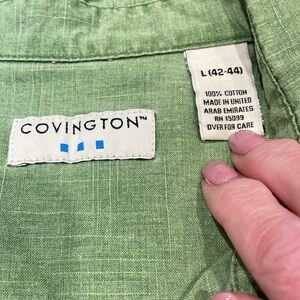 COVINGTON™
L (42-44)
100% COTTON
MADE IN UNITED
ARAB EMIRATES
RN 15099
OVER FOR CARE